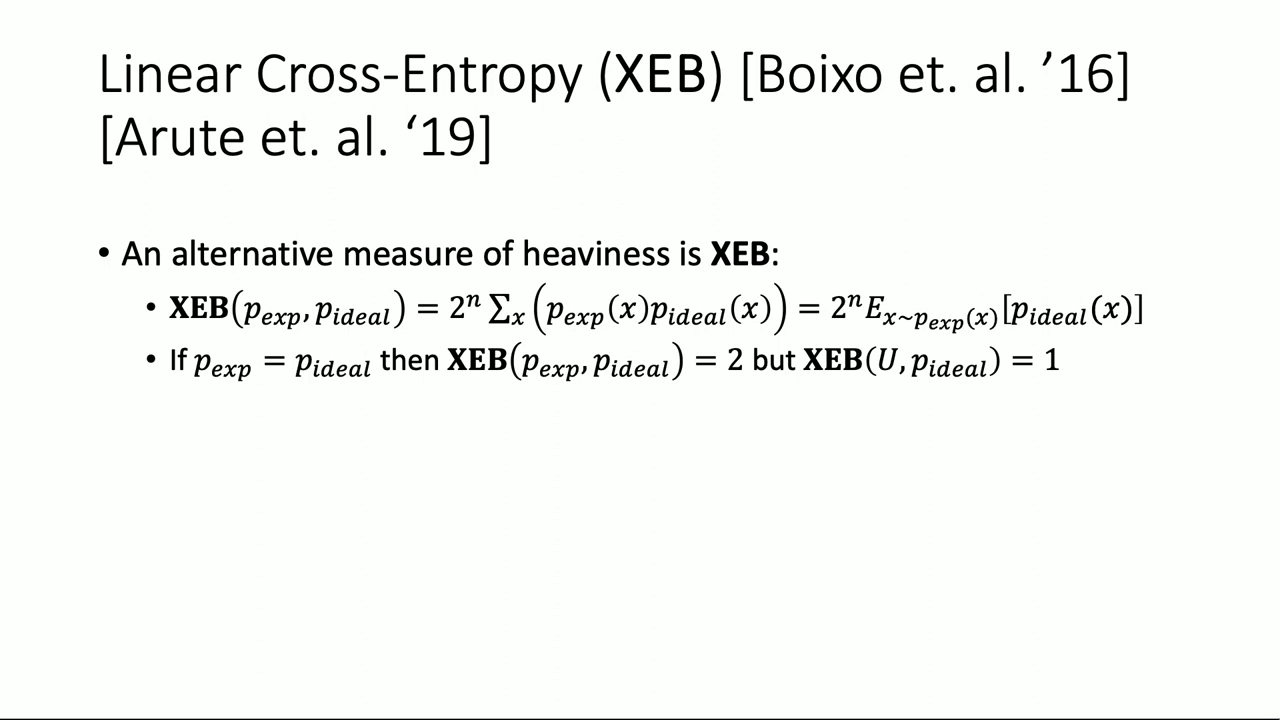 Linear Cross-Entropy (XEB) [Boixo et. al. ’16]
[Arute et. al. ‘19]
• An alternative measure of heaviness is XEB:
• XEB(p_exp, p_ideal) = 2^n ∑_x (p_exp(x)p_ideal(x)) = 2^n E_{x~p_exp(x)}[p_ideal(x)]
• If p_exp = p_ideal then XEB(p_exp, p_ideal) = 2 but XEB(U, p_ideal) = 1